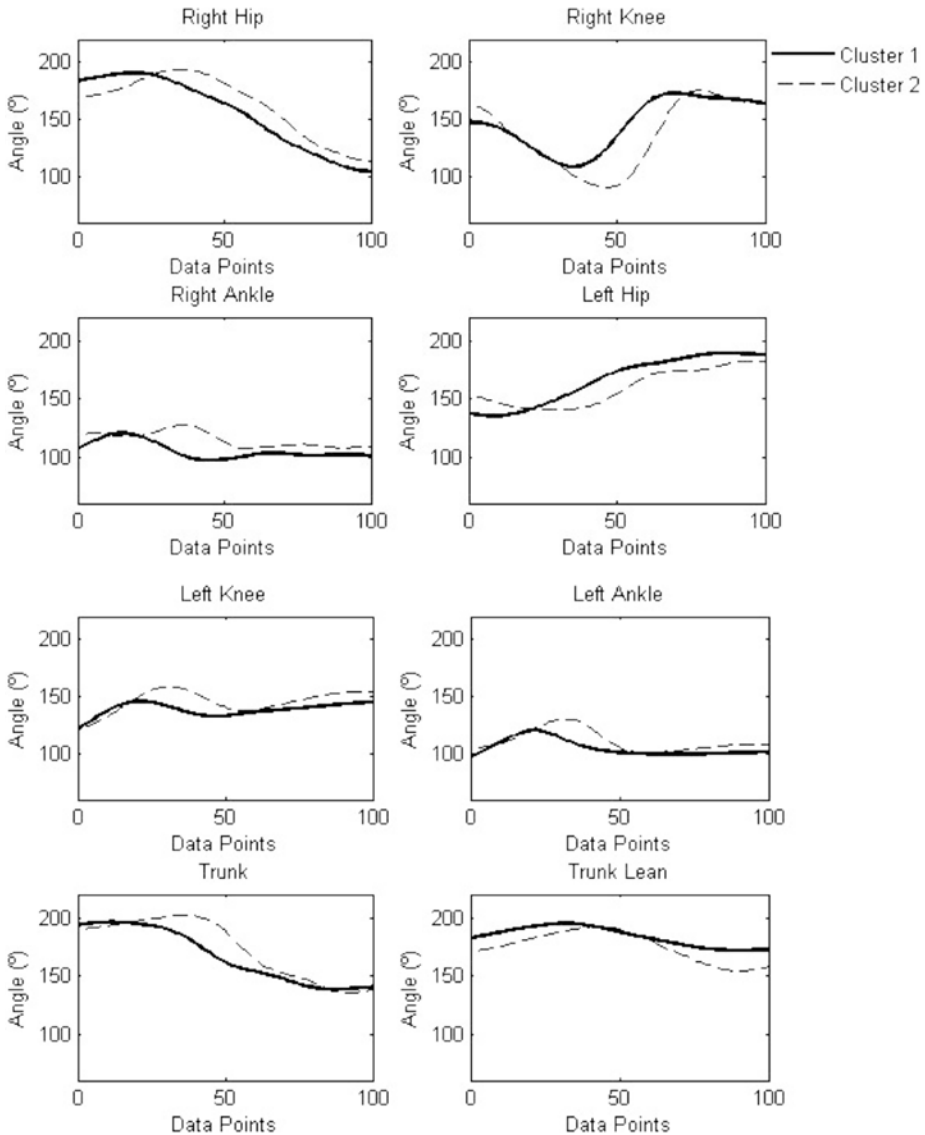 Right Hip
Right Knee
Angle (º)
200
150
100
0
50
100
Data Points
Angle (º)
200
150
100
0
50
100
Data Points
Cluster 1
Cluster 2
Right Ankle
Left Hip
Angle (º)
200
150
100
0
50
100
Data Points
Angle (º)
200
150
100
0
50
100
Data Points
Left Knee
Left Ankle
Angle (º)
200
150
100
0
50
100
Data Points
Angle (º)
200
150
100
0
50
100
Data Points
Trunk
Trunk Lean
Angle (º)
200
150
100
0
50
100
Data Points
Angle (º)
200
150
100
0
50
100
Data Points